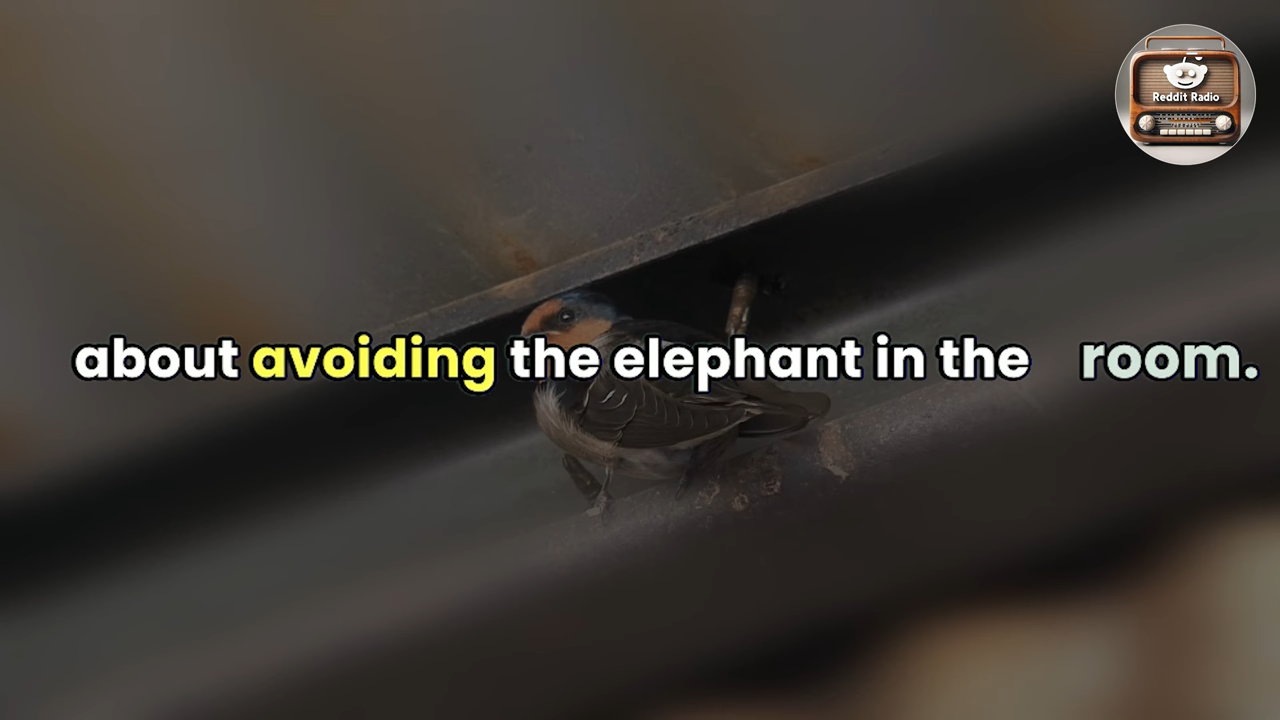 Reddit Radio
about avoiding the elephant in the room.